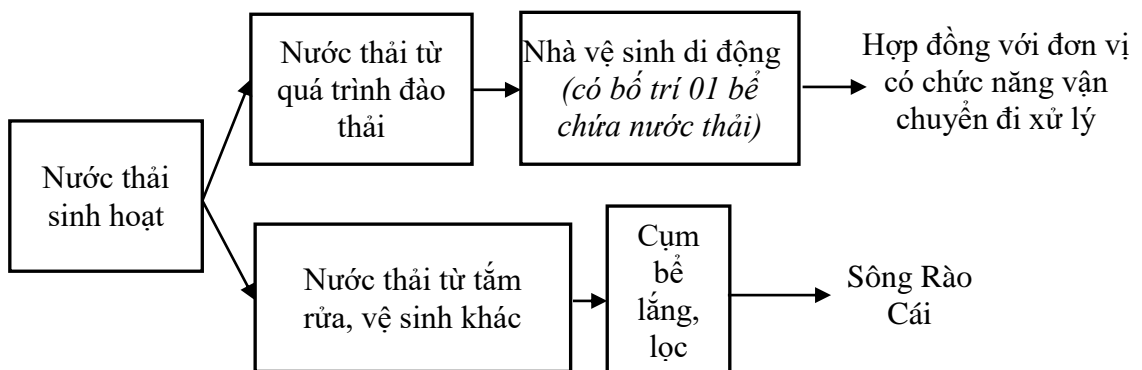 Nước thải
sinh hoạt
Nước thải từ
quá trình đào
thải
Nhà vệ sinh di động
(có bố trí 01 bể
chứa nước thải)
Hợp đồng với đơn vị
có chức năng vận
chuyển đi xử lý
Nước thải từ tắm
rửa, vệ sinh khác
Cụm
bể
lắng,
lọc
Sông Rào
Cái